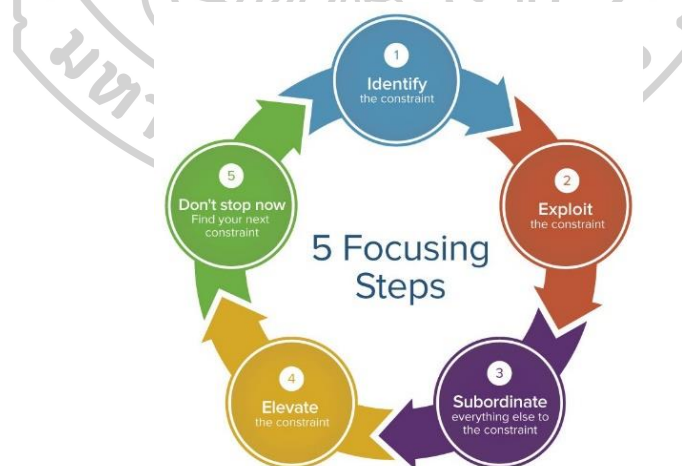 1
Identify
the constraint
2
Exploit
the constraint
3
Subordinate
everything else to
the constraint
4
Elevate
the constraint
5
Don't stop now
Find your next
constraint
5 Focusing
Steps